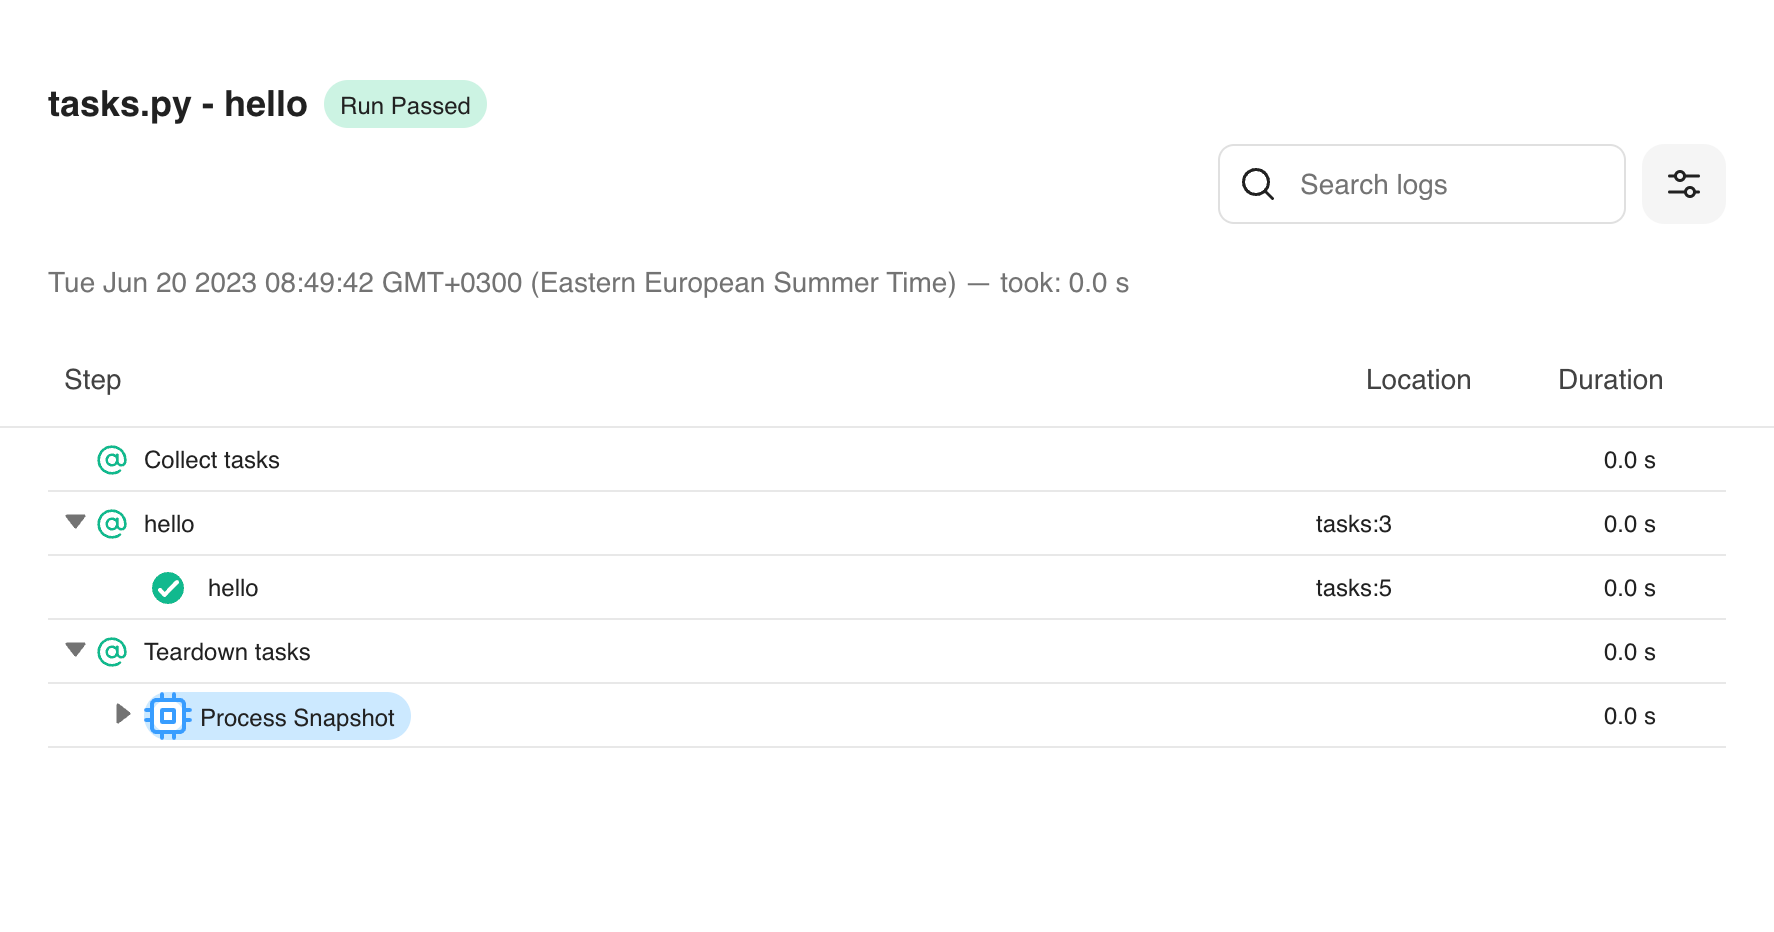 tasks.py - hello Run Passed
Search logs
Tue Jun 20 2023 08:49:42 GMT+0300 (Eastern European Summer Time) — took: 0.0 s
Step Location Duration
Collect tasks 0.0 s
hello tasks:3 0.0 s
hello tasks:5 0.0 s
Teardown tasks 0.0 s
Process Snapshot 0.0 s